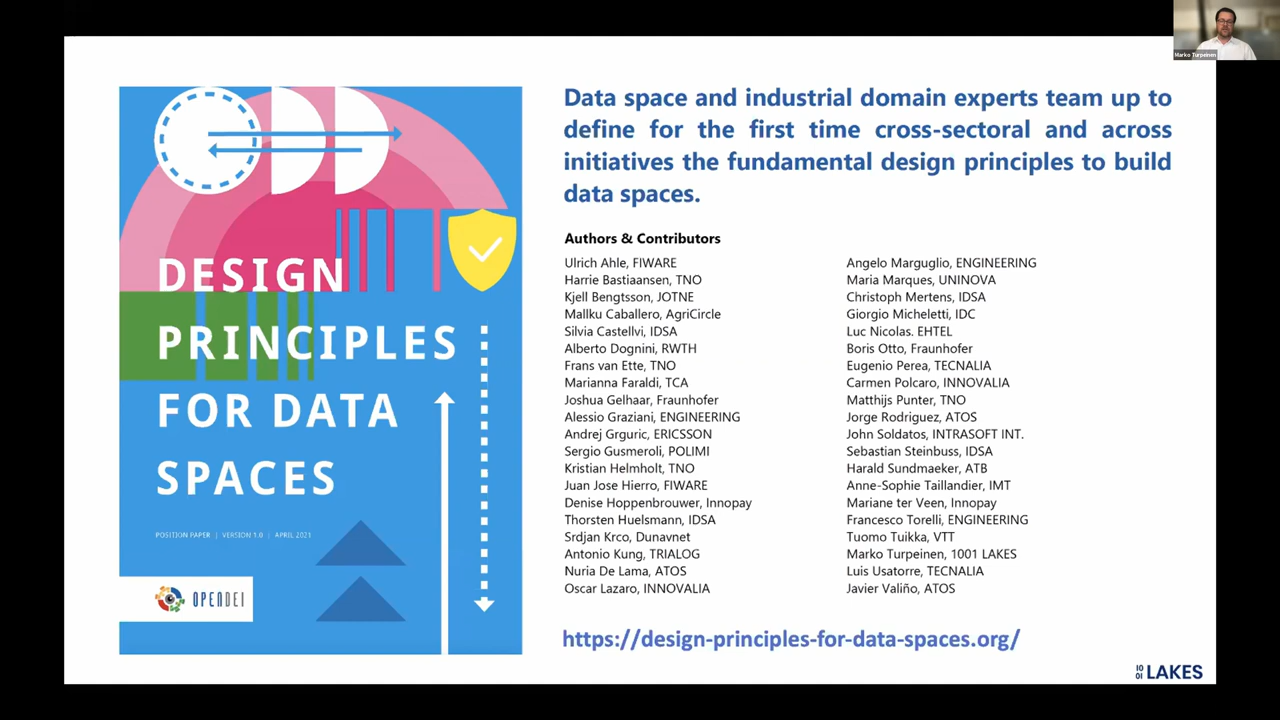 Marko Turpeinen
DESIGN
PRINCIPLES
FOR DATA
SPACES
POSITION PAPER | VERSION 1.0 | APRIL 2021
OPENDEI
Data space and industrial domain experts team up to
define for the first time cross-sectoral and across
initiatives the fundamental design principles to build
data spaces.
Authors & Contributors
Ulrich Ahle, FIWARE
Harrie Bastiaansen, TNO
Kjell Bengtsson, JOTNE
Mallku Caballero, AgriCircle
Silvia Castellvi, IDSA
Alberto Dognini, RWTH
Frans van Ette, TNO
Marianna Faraldi, TCA
Joshua Gelhaar, Fraunhofer
Alessio Graziani, ENGINEERING
Andrej Grguric, ERICSSON
Sergio Gusmeroli, POLIMI
Kristian Helmholt, TNO
Juan Jose Hierro, FIWARE
Denise Hoppenbrouwer, Innopay
Thorsten Huelsmann, IDSA
Srdjan Krco, Dunavnet
Antonio Kung, TRIALOG
Nuria De Lama, ATOS
Oscar Lazaro, INNOVALIA
Angelo Marguglio, ENGINEERING
Maria Marques, UNINOVA
Christoph Mertens, IDSA
Giorgio Micheletti, IDC
Luc Nicolas. EHTEL
Boris Otto, Fraunhofer
Eugenio Perea, TECNALIA
Carmen Polcaro, INNOVALIA
Matthijs Punter, TNO
Jorge Rodriguez, ATOS
John Soldatos, INTRASOFT INT.
Sebastian Steinbuss, IDSA
Harald Sundmaeker, ATB
Anne-Sophie Taillandier, IMT
Mariane ter Veen, Innopay
Francesco Torelli, ENGINEERING
Tuomo Tuikka, VTT
Marko Turpeinen, 1001 LAKES
Luis Usatorre, TECNALIA
Javier Valiño, ATOS
https://design-principles-for-data-spaces.org/
1001 LAKES